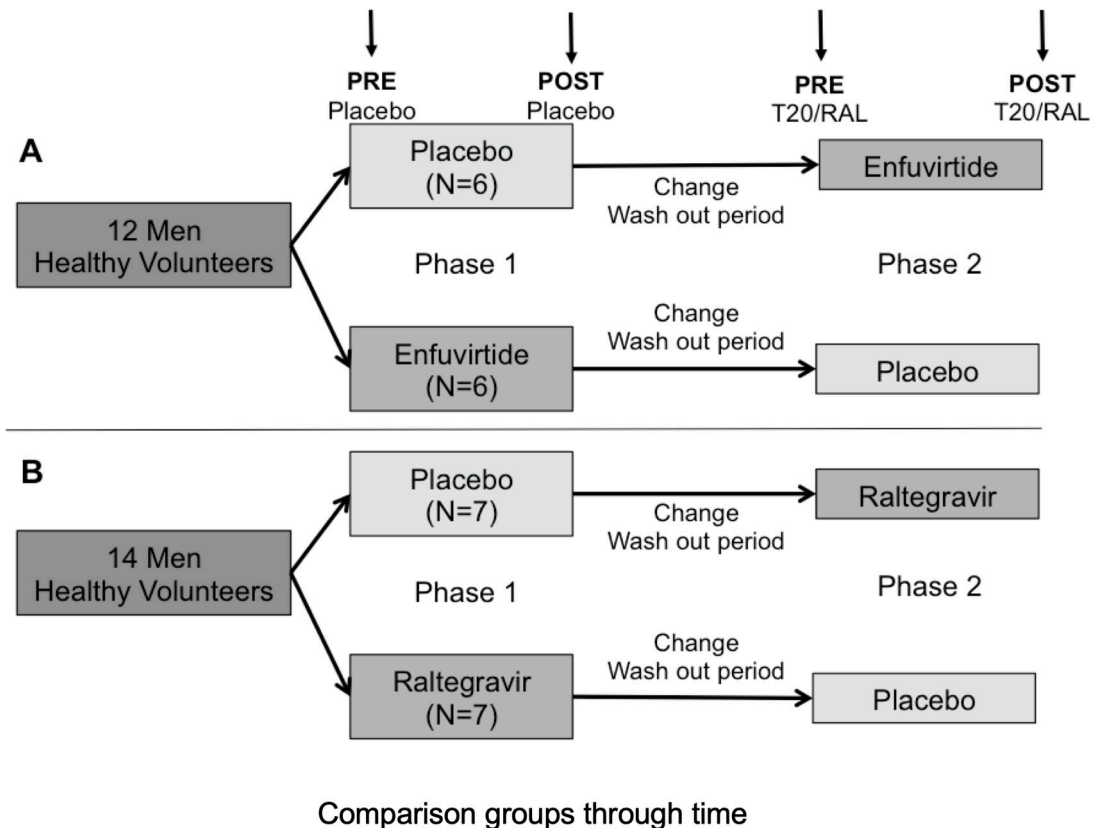 PRE
Placebo
POST
Placebo
PRE
T20/RAL
POST
T20/RAL
A
12 Men
Healthy Volunteers
Placebo
(N=6)
Change
Wash out period
Enfuvirtide
Phase 1
Phase 2
Enfuvirtide
(N=6)
Change
Wash out period
Placebo
B
14 Men
Healthy Volunteers
Placebo
(N=7)
Change
Wash out period
Raltegravir
Phase 1
Phase 2
Raltegravir
(N=7)
Change
Wash out period
Placebo
Comparison groups through time